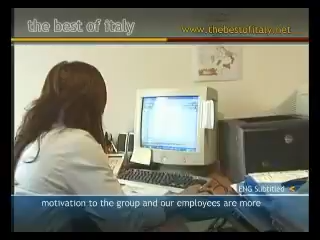 the best of italy
www.thebestofitaly.net
ENG Subtitled
motivation to the group and our employees are more